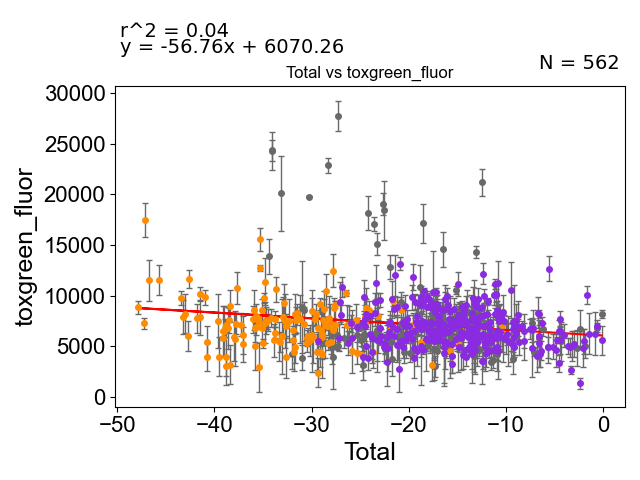 r^2 = 0.04
y = -56.76x + 6070.26
N = 562
Total vs toxgreen_fluor
30000
25000
20000
15000
10000
5000
0
toxgreen_fluor
−50
−40
−30
−20
−10
0
Total